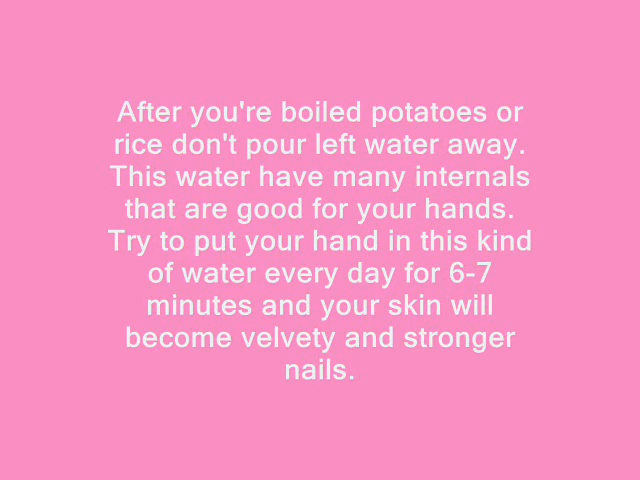 After you're boiled potatoes or
rice don't pour left water away.
This water have many internals
that are good for your hands.
Try to put your hand in this kind
of water every day for 6-7
minutes and your skin will
become velvety and stronger
nails.